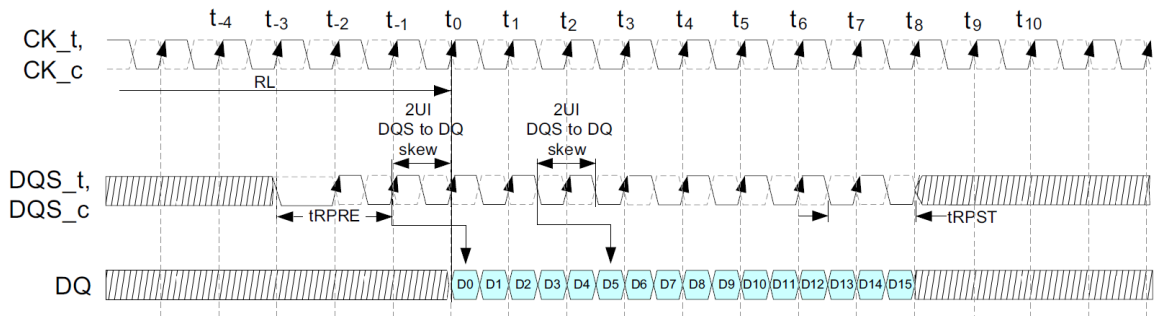 t-4 t-3 t-2 t-1 t0 t1 t2 t3 t4 t5 t6 t7 t8 t9 t10
CK_t,
CK_c
RL
2UI
DQS to DQ
skew
2UI
DQS to DQ
skew
DQS_t,
DQS_c
tRPRE
tRPST
DQ
D0 D1 D2 D3 D4 D5 D6 D7 D8 D9 D10 D11 D12 D13 D14 D15